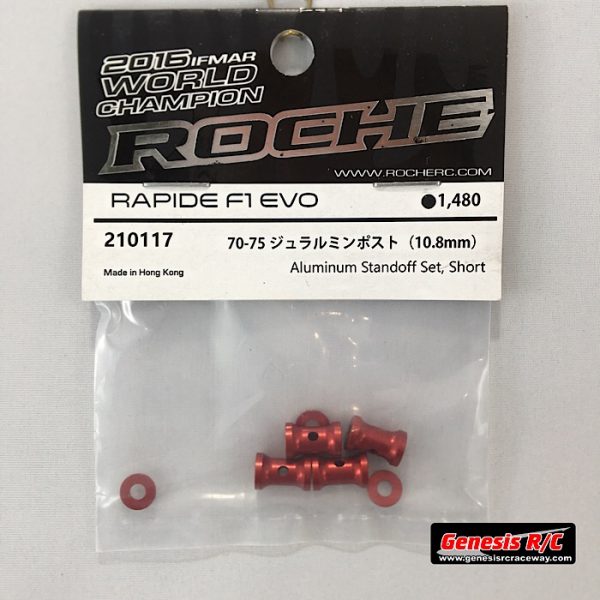 2015 IFMAR
WORLD
CHAMPION
ROCHE
WWW.ROCHERC.COM
RAPIDE F1 EVO ●1,480
210117 70-75 ジュラルミンポスト（10.8mm）
Made in Hong Kong Aluminum Standoff Set, Short
Genesis R/C
www.genesisrcraceway.com